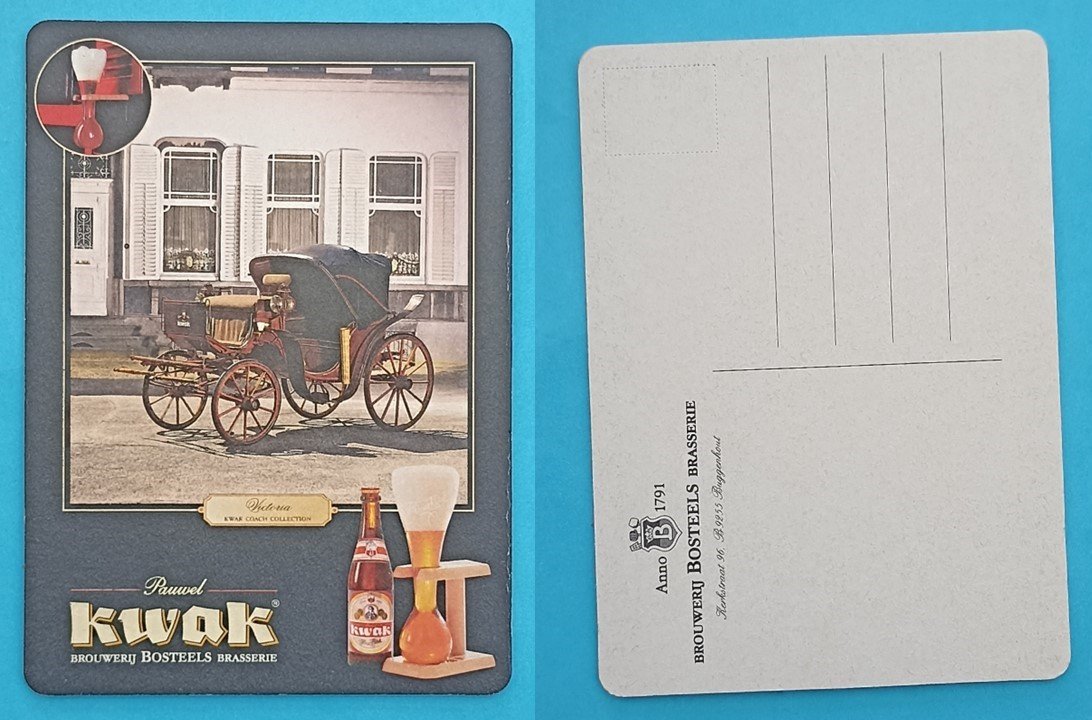 Victoria
KWAK COACH COLLECTION
Pauwel
kwak®
BROUWERIJ BOSTEELS BRASSERIE
kwak
Anno B 1791
BROUWERIJ BOSTEELS BRASSERIE
Kerkstraat 96, B 9255 Buggenhout